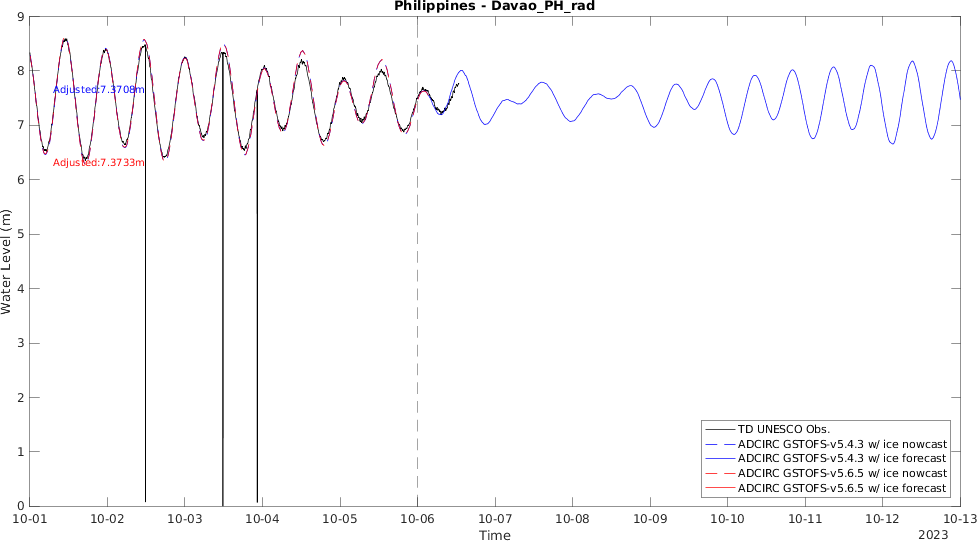 Philippines - Davao_PH_rad
9
8
7
6
5
4
3
2
1
0
Water Level (m)
Adjusted:7.3708m
Adjusted:7.3733m
TD UNESCO Obs.
ADCIRC GSTOFS-v5.4.3 w/ ice nowcast
ADCIRC GSTOFS-v5.4.3 w/ ice forecast
ADCIRC GSTOFS-v5.6.5 w/ ice nowcast
ADCIRC GSTOFS-v5.6.5 w/ ice forecast
10-01 10-02 10-03 10-04 10-05 10-06 10-07 10-08 10-09 10-10 10-11 10-12 10-13
Time
2023